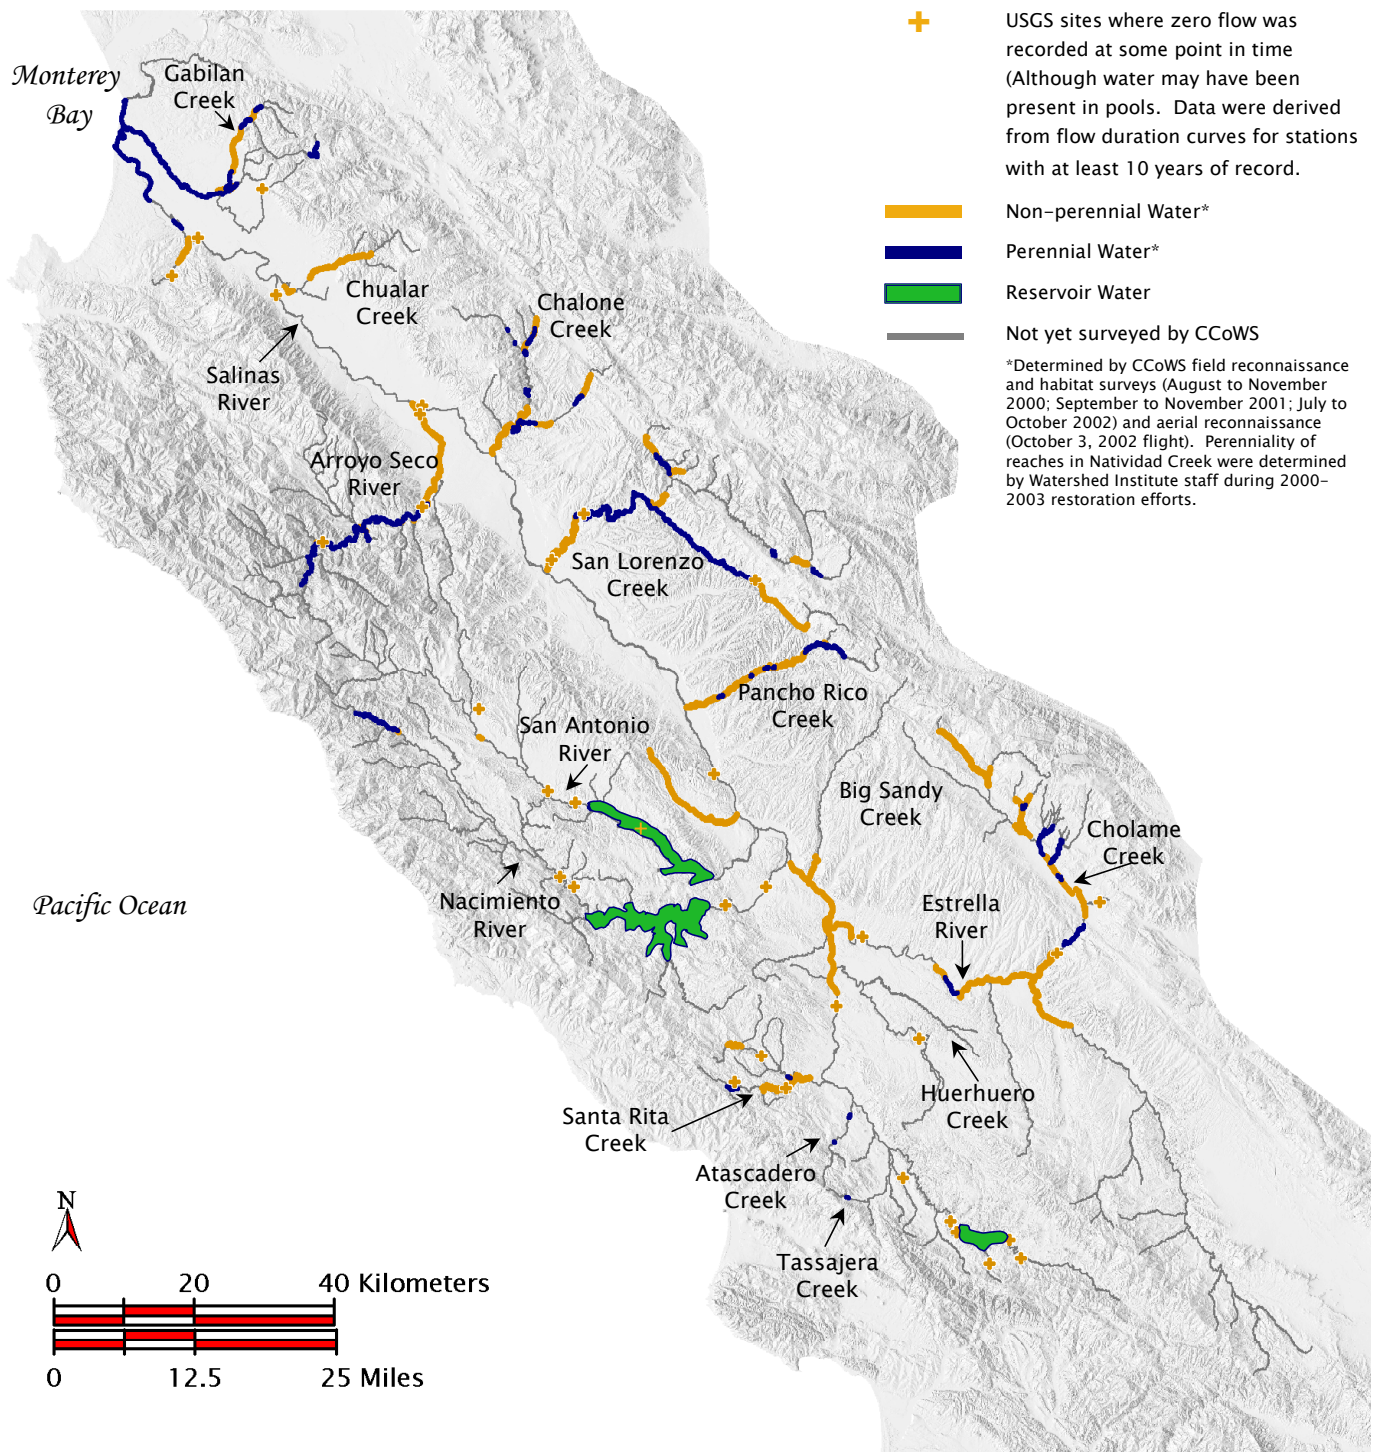 USGS sites where zero flow was
recorded at some point in time
(Although water may have been
present in pools.  Data were derived
from flow duration curves for stations
with at least 10 years of record.
Non-perennial Water*
Perennial Water*
Reservoir Water
Not yet surveyed by CCoWS
*Determined by CCoWS field reconnaissance
and habitat surveys (August to November
2000; September to November 2001; July to
October 2002) and aerial reconnaissance
(October 3, 2002 flight).  Perenniality of
reaches in Natividad Creek were determined
by Watershed Institute staff during 2000-
2003 restoration efforts.
Monterey
Bay
Gabilan
Creek
Chualar
Creek
Chalone
Creek
Salinas
River
Arroyo Seco
River
San Lorenzo
Creek
Pancho Rico
Creek
San Antonio
River
Big Sandy
Creek
Cholame
Creek
Nacimiento
River
Pacific Ocean
Estrella
River
Huerhuero
Creek
Santa Rita
Creek
Atascadero
Creek
Tassajera
Creek
N
0 20 40 Kilometers
0 12.5 25 Miles